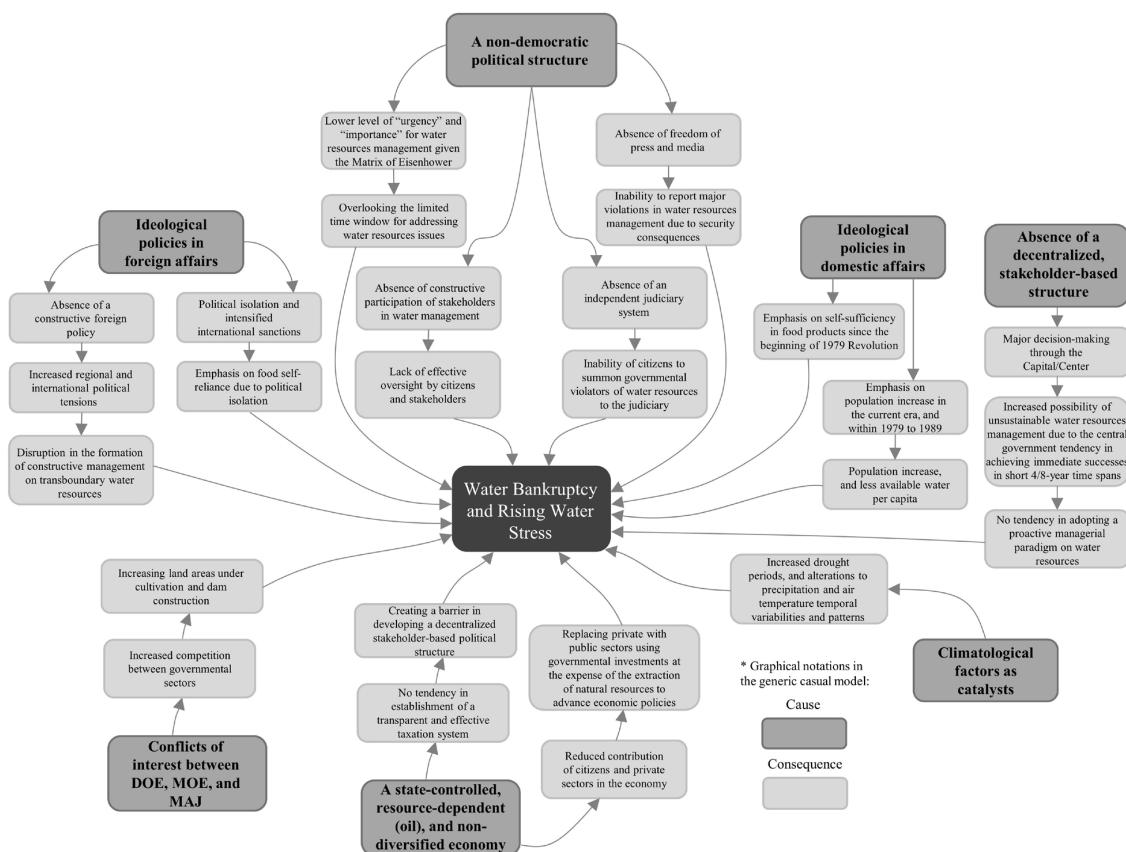 A non-democratic
political structure
Lower level of “urgency” and
“importance” for water
resources management given
the Matrix of Eisenhower
Absence of freedom of
press and media
Overlooking the limited
time window for addressing
water resources issues
Inability to report major
violations in water resources
management due to security
consequences
Ideological
policies in
foreign affairs
Ideological
policies in
domestic affairs
Absence of a
decentralized,
stakeholder-based
structure
Absence of a
constructive foreign
policy
Political isolation and
intensified
international sanctions
Absence of constructive
participation of stakeholders
in water management
Absence of an
independent judiciary
system
Emphasis on self-sufficiency
in food products since the
beginning of 1979 Revolution
Major decision-making
through the
Capital/Center
Increased regional and
international political
tensions
Emphasis on food self-
reliance due to political
isolation
Lack of effective
oversight by citizens
and stakeholders
Inability of citizens to
summon governmental
violators of water resources
to the judiciary
Emphasis on
population increase in
the current era, and
within 1979 to 1989
Increased possibility of
unsustainable water resources
management due to the central
government tendency in
achieving immediate successes
in short 4/8-year time spans
Disruption in the formation
of constructive management
on transboundary water
resources
Water Bankruptcy
and Rising Water
Stress
Population increase,
and less available water
per capita
No tendency in adopting a
proactive managerial
paradigm on water
resources
Increasing land areas under
cultivation and dam
construction
Increased competition
between governmental
sectors
Conflicts of
interest between
DOE, MOE, and
MAJ
Creating a barrier in
developing a decentralized
stakeholder-based political
structure
No tendency in
establishment of a
transparent and effective
taxation system
A state-controlled,
resource-dependent
(oil), and non-
diversified economy
Replacing private with
public sectors using
governmental investments at
the expense of the extraction
of natural resources to
advance economic policies
Reduced contribution
of citizens and private
sectors in the economy
Increased drought
periods, and alterations to
precipitation and air
temperature temporal
variabilities and patterns
Climatological
factors as
catalysts
* Graphical notations in
the generic casual model:
Cause
Consequence